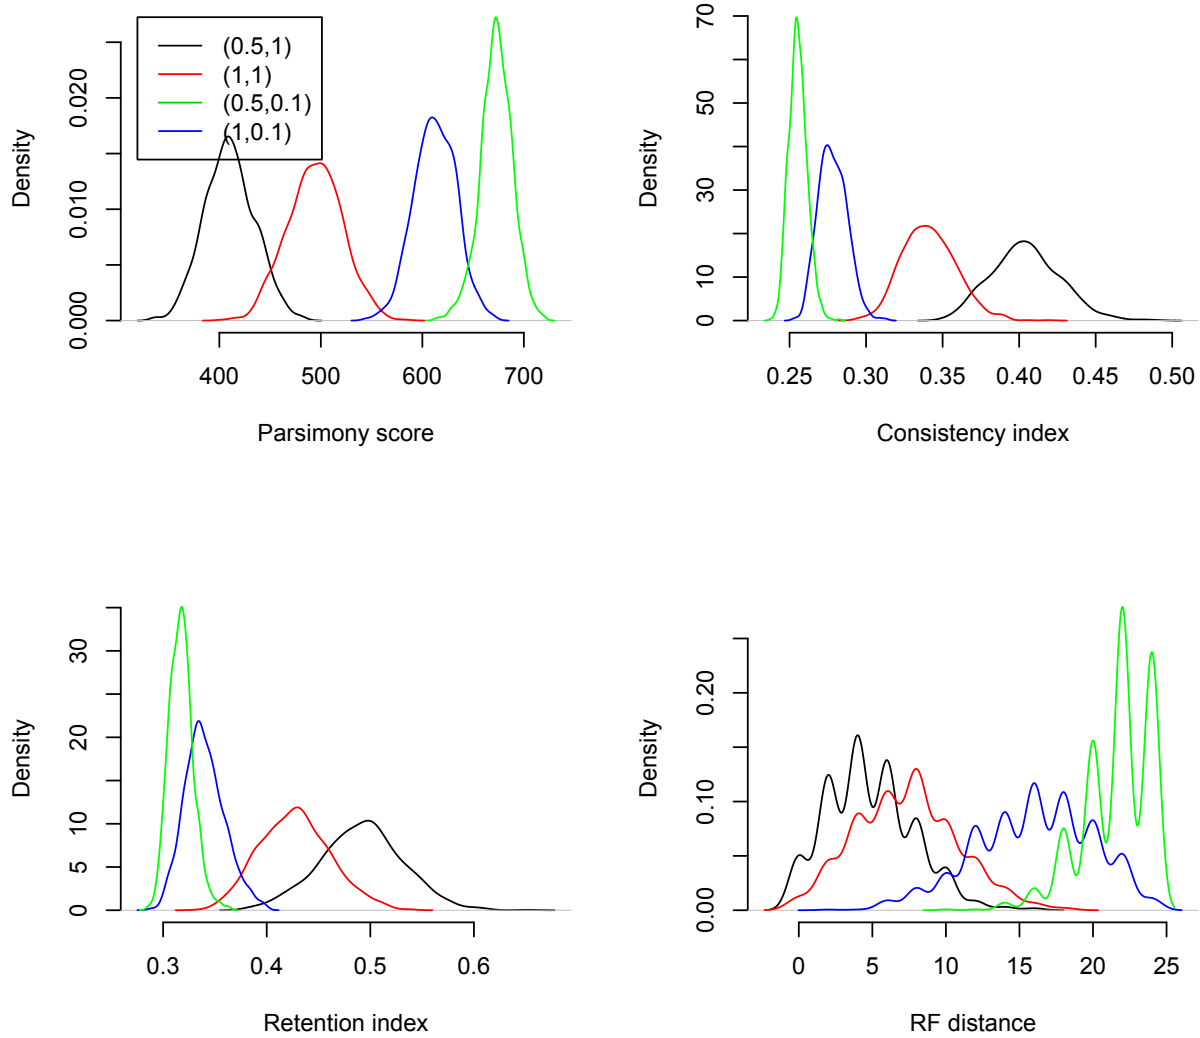 (0.5,1)
(1,1)
(0.5,0.1)
(1,0.1)
Density
0.000
0.010
0.020
400 500 600 700
Parsimony score
Density
0
10
30
50
70
0.25 0.30 0.35 0.40 0.45 0.50
Consistency index
Density
0
5
10
20
30
0.3 0.4 0.5 0.6
Retention index
Density
0.00
0.10
0.20
0 5 10 15 20 25
RF distance